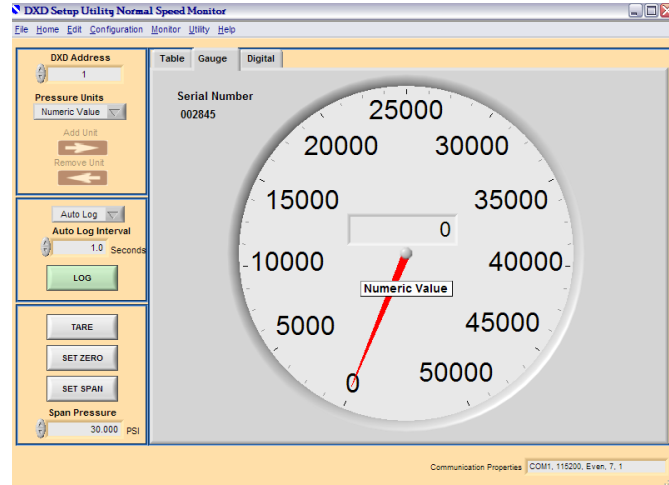 DXD Setup Utility Normal Speed Monitor
File Home Edit Configuration Monitor Utility Help
DXD Address
1
Pressure Units
Numeric Value
Add Unit
Remove Unit
Auto Log
Auto Log Interval
1.0 Seconds
LOG
TARE
SET ZERO
SET SPAN
Span Pressure
30.000 PSI
Table Gauge Digital
Serial Number
002845
25000
20000 30000
15000 35000
0
10000 40000
Numeric Value
5000 45000
0 50000
Communication Properties COM1, 115200, Even, 7, 1